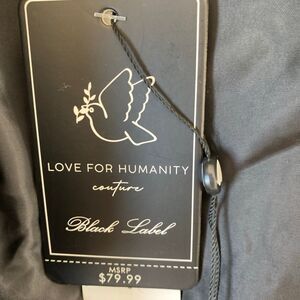 LOVE FOR HUMANITY
couture
Black Label
MSRP
$79.99